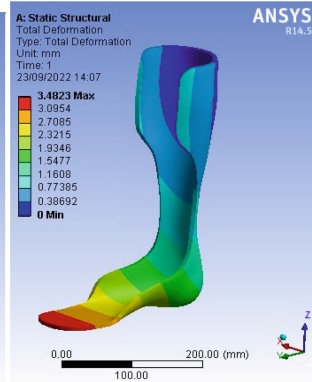 A: Static Structural
Total Deformation
Type: Total Deformation
Unit: mm
Time: 1
23/09/2022 14:07
3.4823 Max
3.0954
2.7085
2.3215
1.9346
1.5477
1.1608
0.77385
0.38692
0 Min
ANSYS
R14.5
0.00
200.00 (mm)
100.00
Z
X
Y